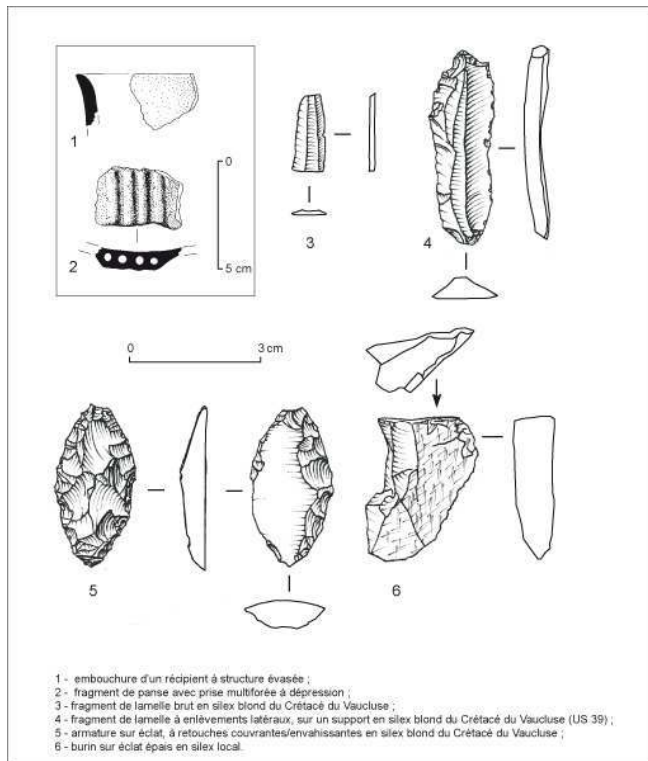 1
0
2
5 cm
3
4
0 3 cm
5
6
1 - embouchure d'un récipient à structure évasée ;
2 - fragment de panse avec prise multiforée à dépression ;
3 - fragment de lamelle brut en silex blond du Crétacé du Vaucluse ;
4 - fragment de lamelle à enlèvements latéraux, sur un support en silex blond du Crétacé du Vaucluse (US 39) ;
5 - armature sur éclat, à retouches couvrantes/envahissantes en silex blond du Crétacé du Vaucluse ;
6 - burin sur éclat épais en silex local.